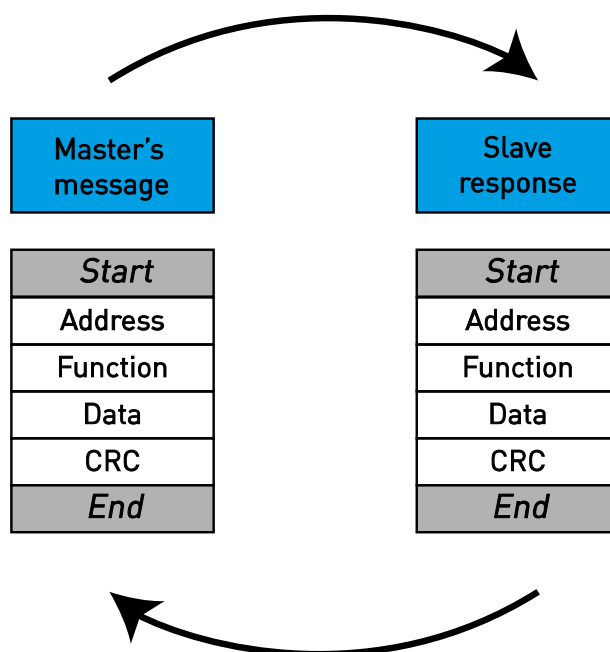 Master's
message
Slave
response
Start
Address
Function
Data
CRC
End
Start
Address
Function
Data
CRC
End